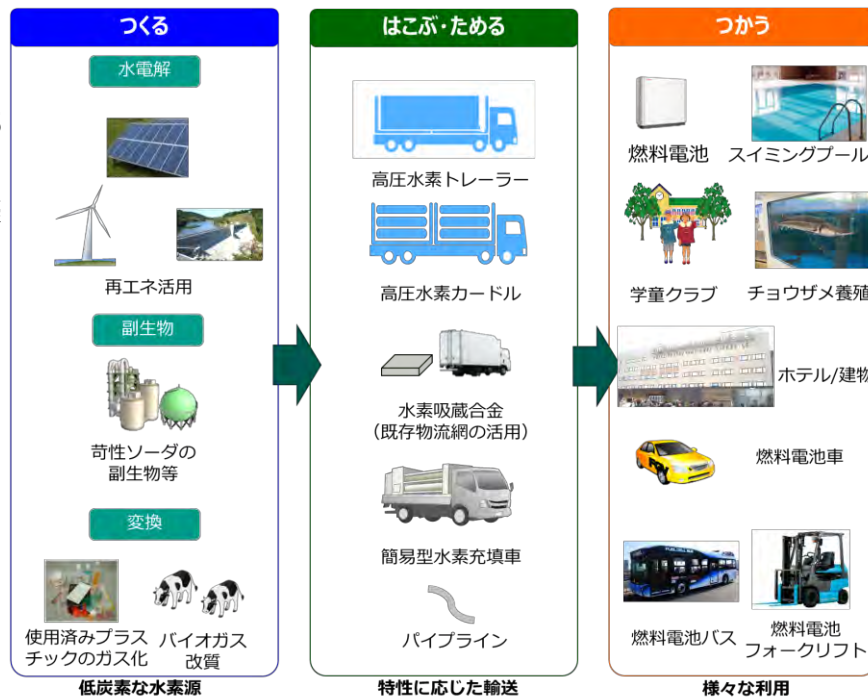 つくる
水電解
再エネ活用
副生物
苛性ソーダの
副生物等
変換
使用済みプラス
チックのガス化
バイオガス
改質
低炭素な水素源
はこぶ・ためる
高圧水素トレーラー
高圧水素カードル
水素吸蔵合金
（既存物流網の活用）
簡易型水素充填車
パイプライン
特性に応じた輸送
つかう
燃料電池
スイミングプール
学童クラブ
チョウザメ養殖
ホテル/建物
燃料電池車
燃料電池バス
燃料電池
フォークリフト
様々な利用